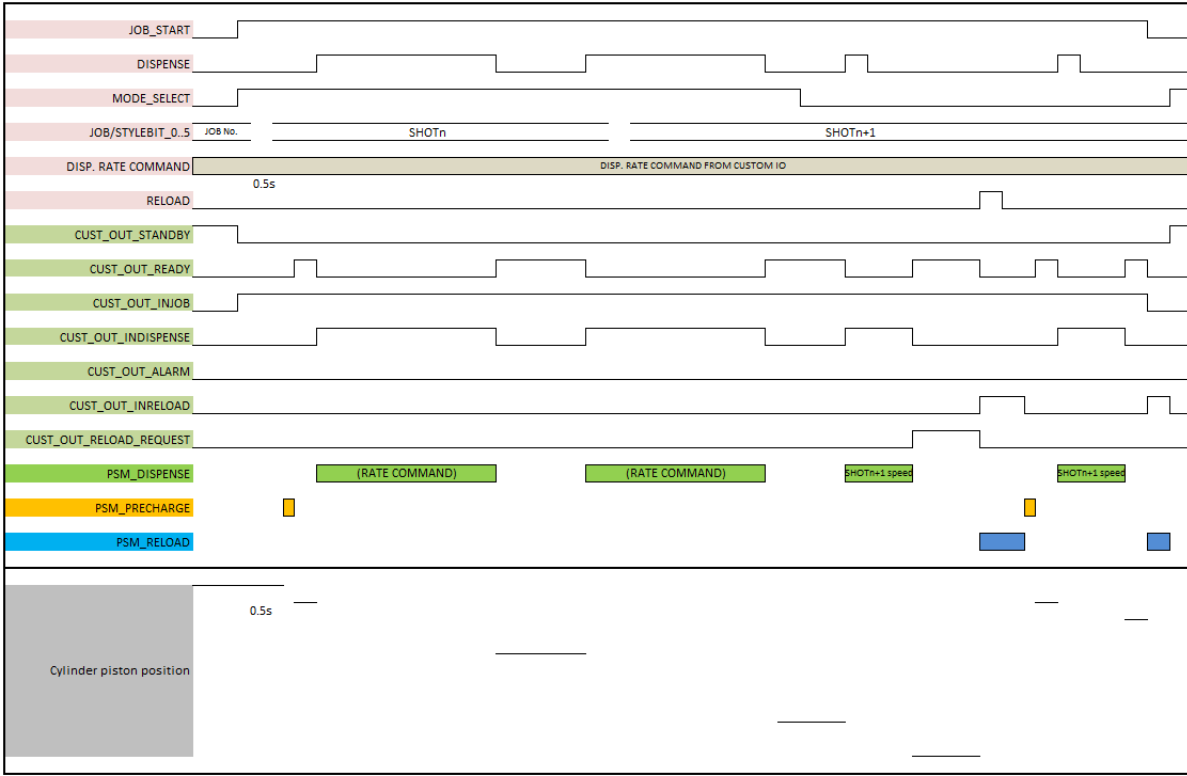 JOB_START
DISPENSE
MODE_SELECT
JOB/STYLEBIT_0..5 JOB No. SHOTn SHOTn+1
DISP. RATE COMMAND DISP. RATE COMMAND FROM CUSTOM IO
0.5s
RELOAD
CUST_OUT_STANDBY
CUST_OUT_READY
CUST_OUT_INJOB
CUST_OUT_INDISPENSE
CUST_OUT_ALARM
CUST_OUT_INRELOAD
CUST_OUT_RELOAD_REQUEST
PSM_DISPENSE (RATE COMMAND) (RATE COMMAND) SHOTn+1 speed SHOTn+1 speed
PSM_PRECHARGE
PSM_RELOAD
0.5s
Cylinder piston position